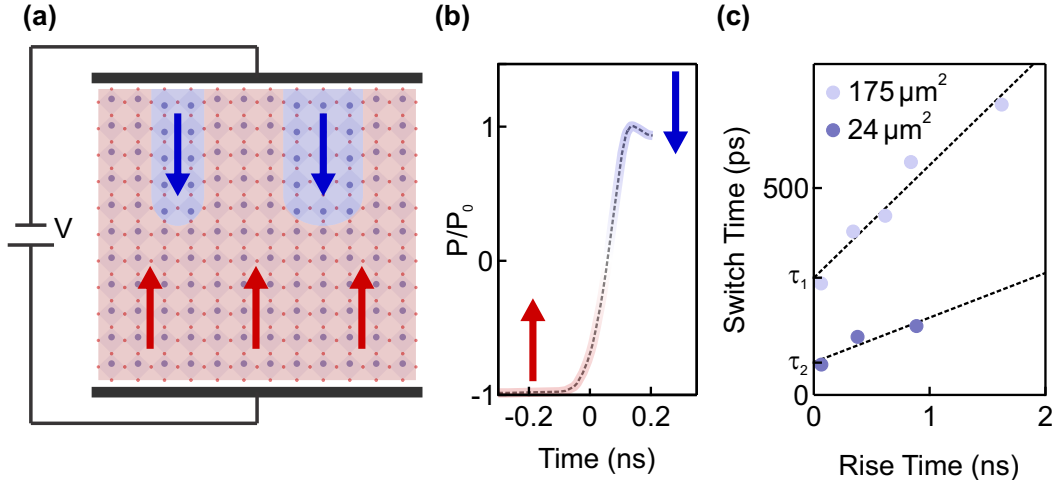 (a)
V
(b)
P/P₀
1
0
-1
-0.2
0
0.2
Time (ns)
(c)
Switch Time (ps)
175 μm²
24 μm²
500
τ₁
τ₂
0
0
1
2
Rise Time (ns)